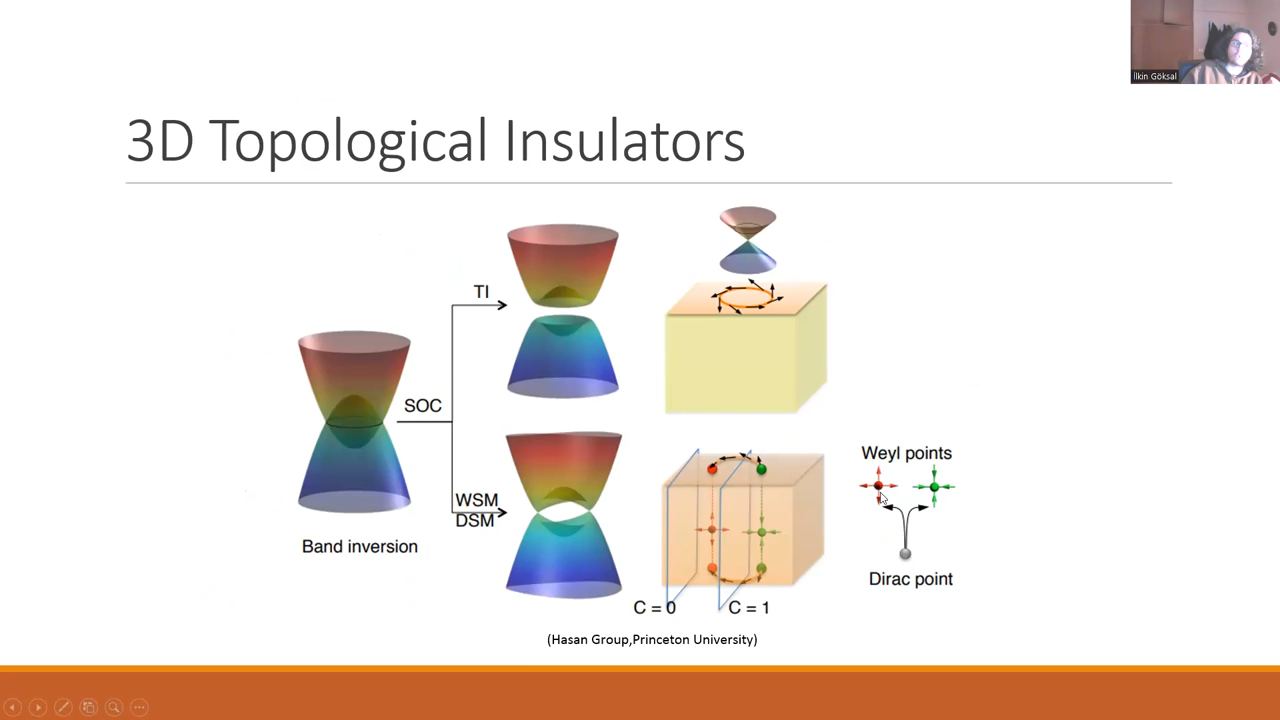 İlkin Göksal
3D Topological Insulators
TI
SOC
WSM
DSM
Band inversion
Weyl points
Dirac point
C = 0
C = 1
(Hasan Group,Princeton University)